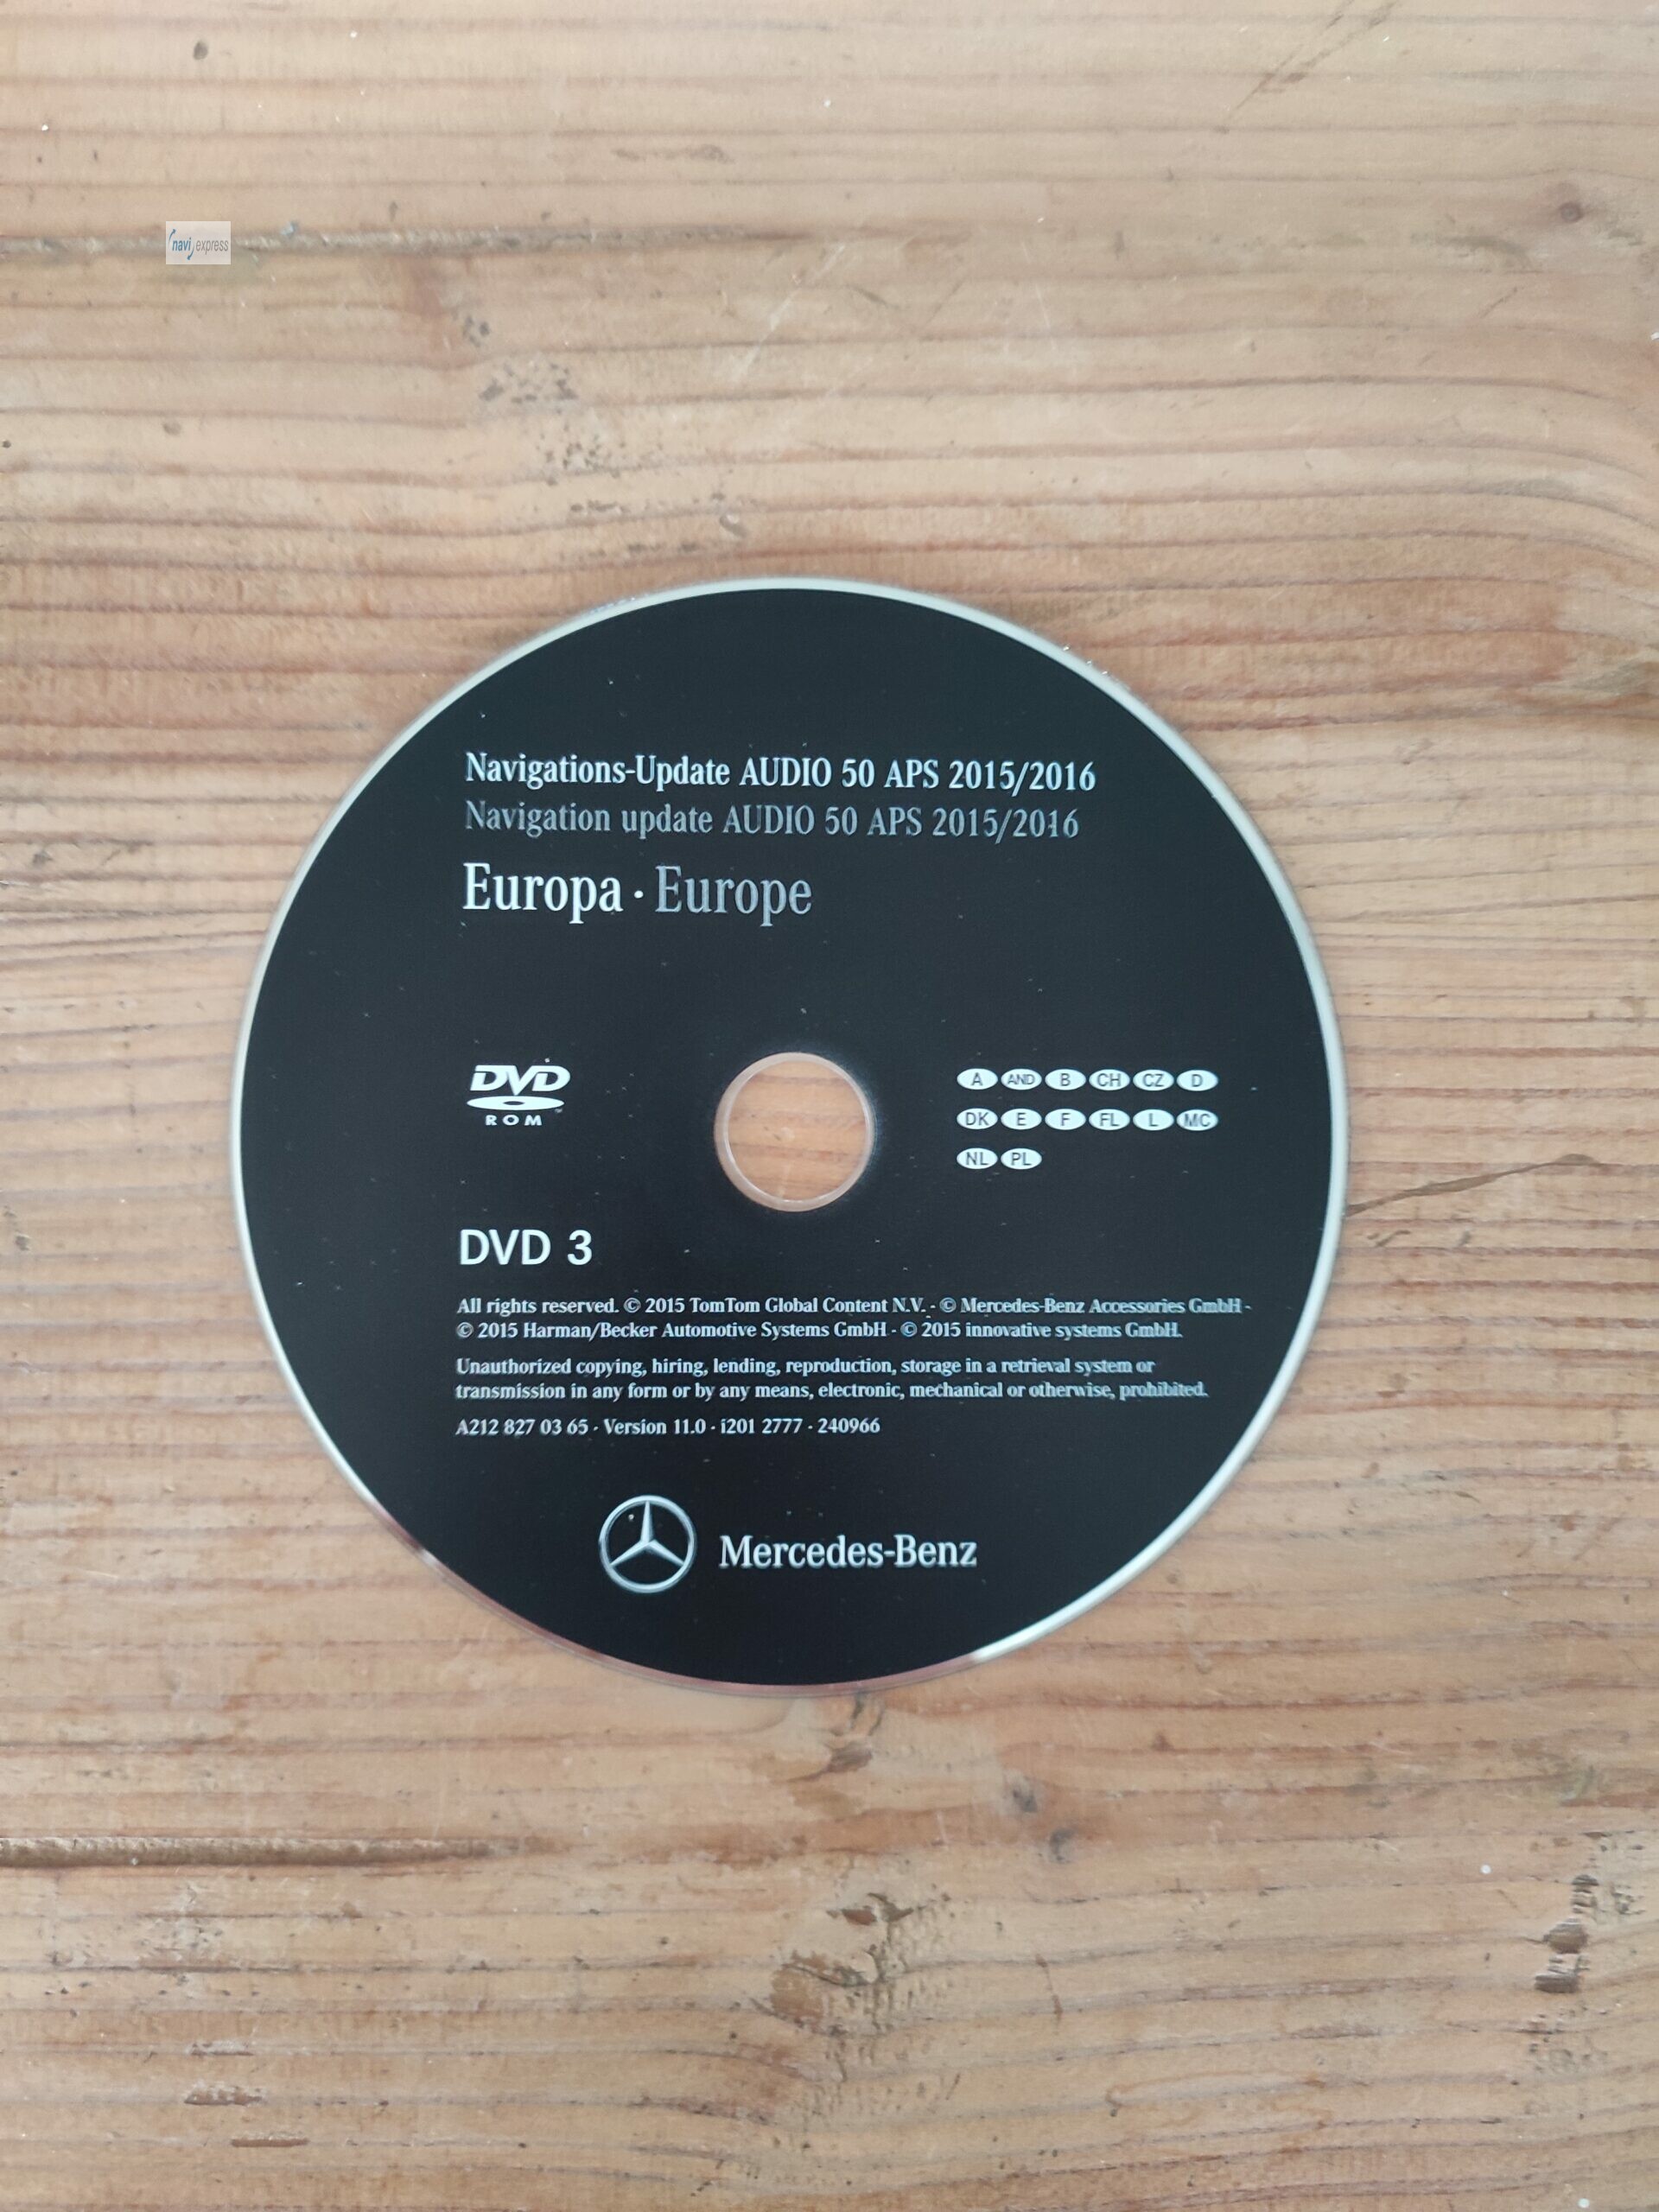 navi express
Navigations-Update AUDIO 50 APS 2015/2016
Navigation update AUDIO 50 APS 2015/2016
Europa · Europe
DVD
ROM
A AND B CH CZ D
DK E F FL L MC
NL PL
DVD 3
All rights reserved. © 2015 TomTom Global Content N.V. - © Mercedes-Benz Accessories GmbH -
© 2015 Harman/Becker Automotive Systems GmbH - © 2015 innovative systems GmbH.
Unauthorized copying, hiring, lending, reproduction, storage in a retrieval system or
transmission in any form or by any means, electronic, mechanical or otherwise, prohibited.
A212 827 03 65 · Version 11.0 · i201 2777 · 240966
Mercedes-Benz